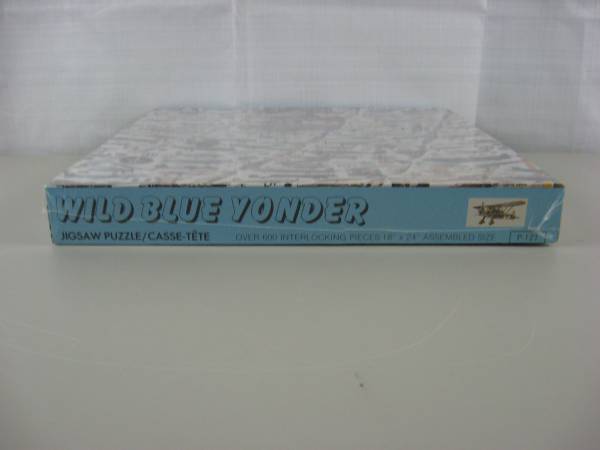 WILD BLUE YONDER
JIGSAW PUZZLE/CASSE-TÊTE OVER 600 INTERLOCKING PIECES 18" x 24" ASSEMBLED SIZE